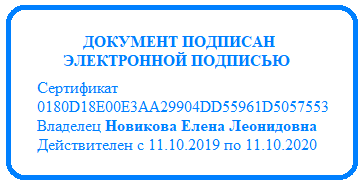 ДОКУМЕНТ ПОДПИСАН
ЭЛЕКТРОННОЙ ПОДПИСЬЮ
Сертификат
0180D18E00E3AA29904DD55961D5057553
Владелец Новикова Елена Леонидовна
Действителен с 11.10.2019 по 11.10.2020